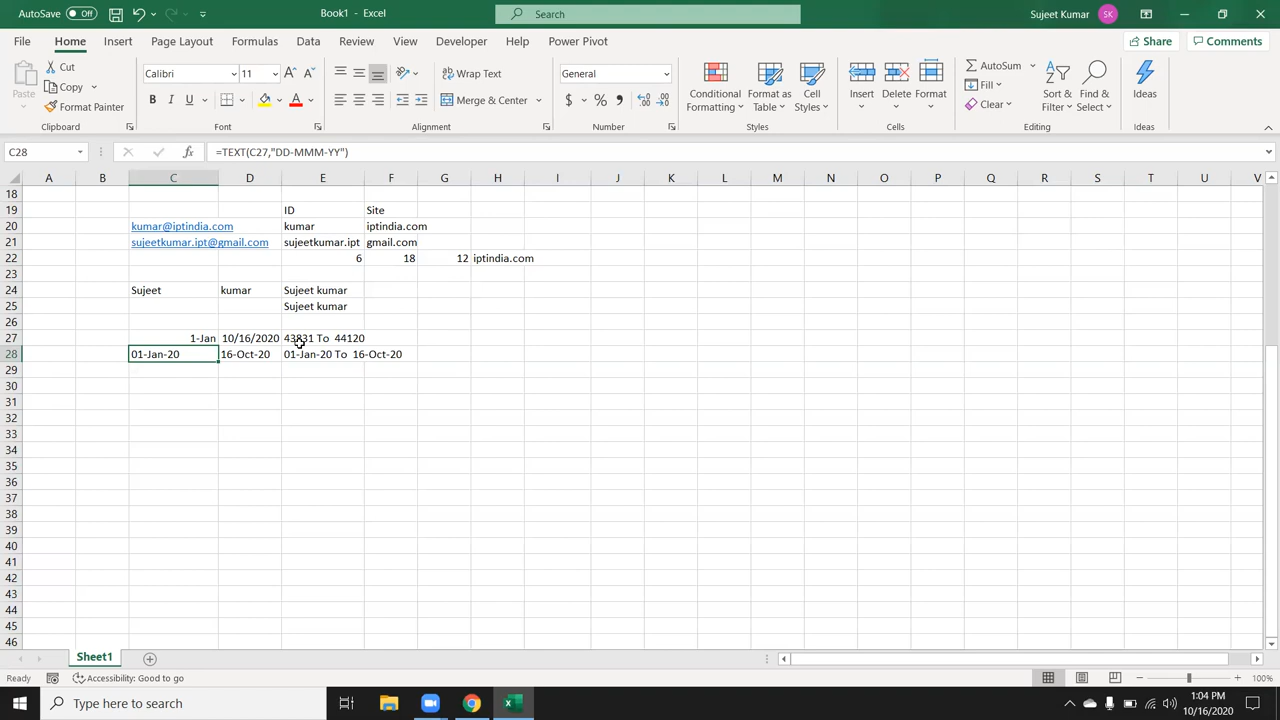 AutoSave Off Book1 - Excel Search Sujeet Kumar SK
File Home Insert Page Layout Formulas Data Review View Developer Help Power Pivot Share Comments
Paste Cut Copy Format Painter Clipboard
Calibri 11 B I U A Font
Wrap Text Merge & Center Alignment
General $ % , Number
Conditional Formatting Format as Table Cell Styles Styles
Insert Delete Format Cells
AutoSum Fill Clear Sort & Filter Find & Select Editing
Ideas Ideas
C28 fx =TEXT(C27,"DD-MMM-YY")
A B C D E F G H I J K L M N O P Q R S T U V
18
19 ID Site
20 kumar@iptindia.com kumar iptindia.com
21 sujeetkumar.ipt@gmail.com sujeetkumar.ipt gmail.com
22 6 18 12 iptindia.com
23
24 Sujeet kumar Sujeet kumar
25 Sujeet kumar
26
27 1-Jan 10/16/2020 43831 To 44120
28 01-Jan-20 16-Oct-20 01-Jan-20 To 16-Oct-20
29
30
31
32
33
34
35
36
37
38
39
40
41
42
43
44
45
46
Sheet1
Ready Accessibility: Good to go 100%
Type here to search 1:04 PM
10/16/2020